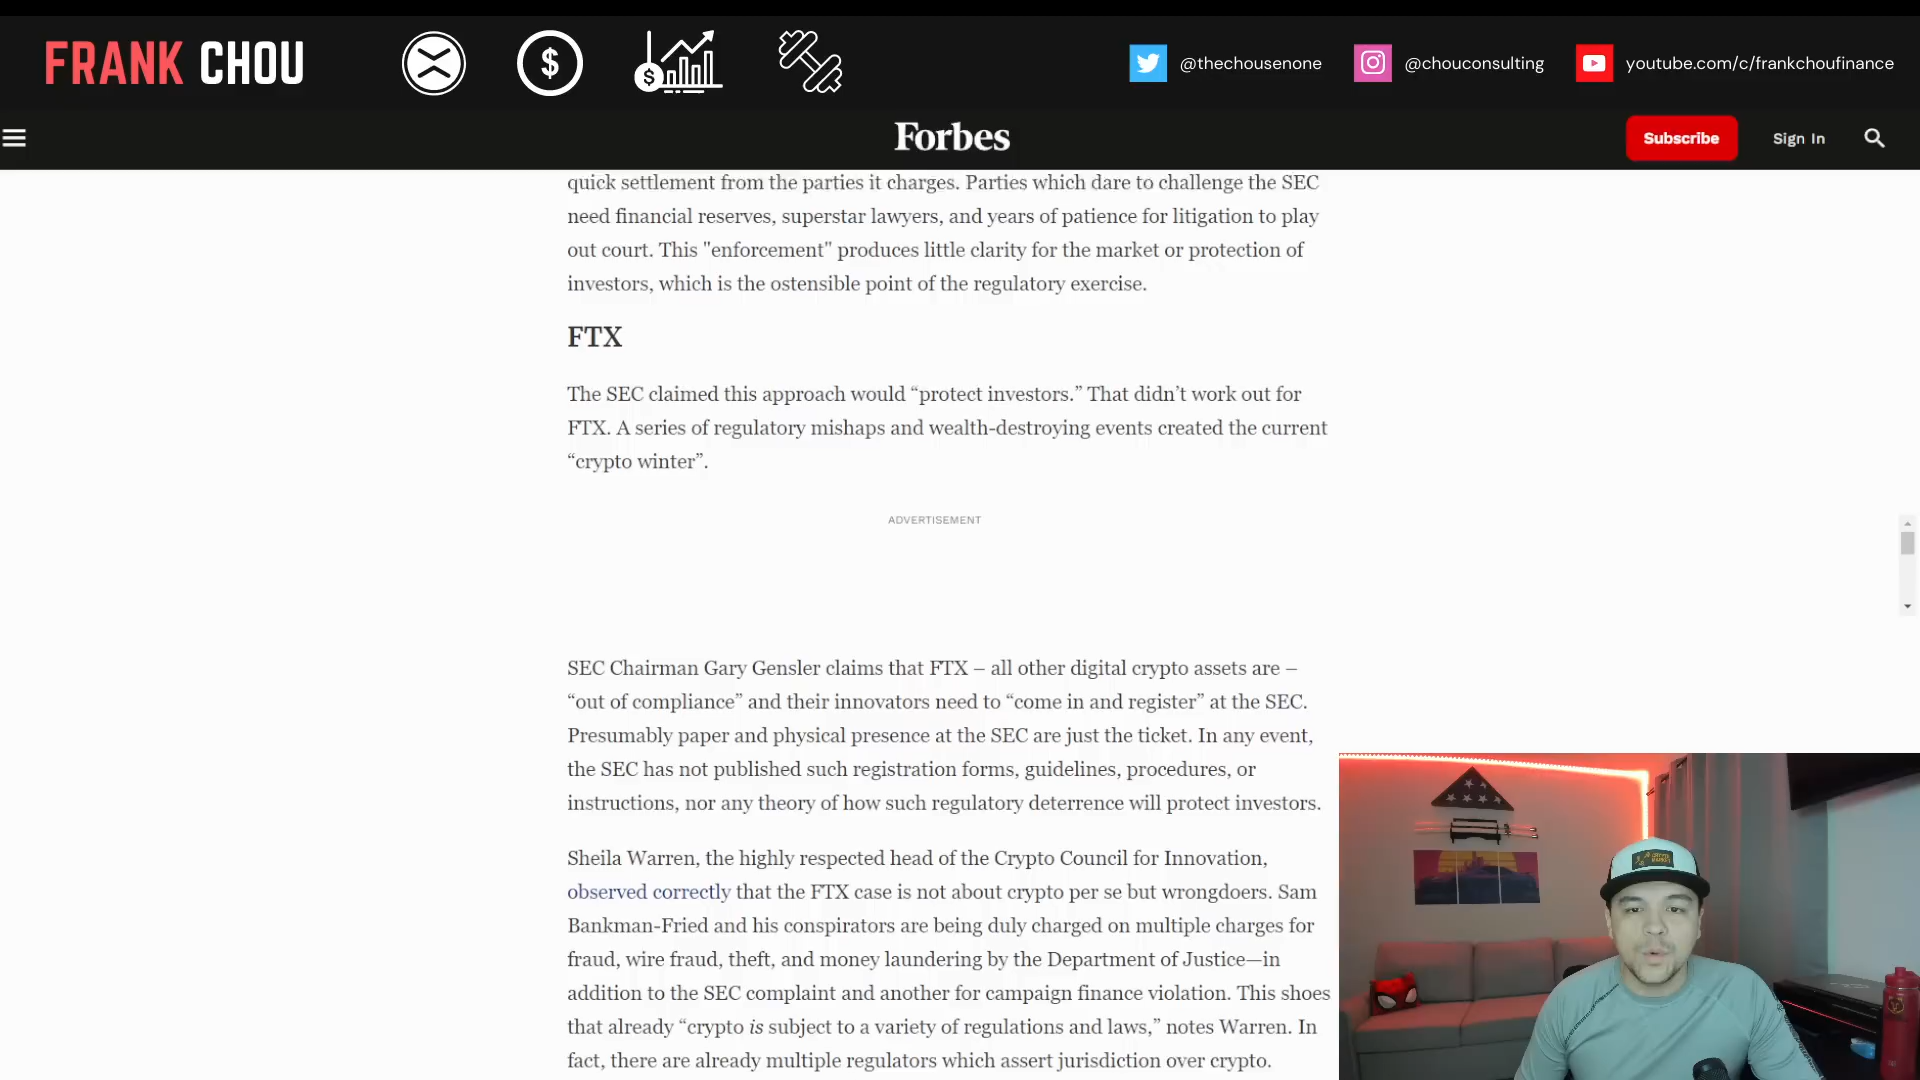 FRANK CHOU
@thechousenone
@chouconsulting
youtube.com/c/frankchoufinance
Forbes
Subscribe
Sign In
quick settlement from the parties it charges. Parties which dare to challenge the SEC
need financial reserves, superstar lawyers, and years of patience for litigation to play
out court. This "enforcement" produces little clarity for the market or protection of
investors, which is the ostensible point of the regulatory exercise.
FTX
The SEC claimed this approach would “protect investors.” That didn’t work out for
FTX. A series of regulatory mishaps and wealth-destroying events created the current
“crypto winter”.
ADVERTISEMENT
SEC Chairman Gary Gensler claims that FTX – all other digital crypto assets are –
“out of compliance” and their innovators need to “come in and register” at the SEC.
Presumably paper and physical presence at the SEC are just the ticket. In any event,
the SEC has not published such registration forms, guidelines, procedures, or
instructions, nor any theory of how such regulatory deterrence will protect investors.
Sheila Warren, the highly respected head of the Crypto Council for Innovation,
observed correctly that the FTX case is not about crypto per se but wrongdoers. Sam
Bankman-Fried and his conspirators are being duly charged on multiple charges for
fraud, wire fraud, theft, and money laundering by the Department of Justice—in
addition to the SEC complaint and another for campaign finance violation. This shoes
that already “crypto is subject to a variety of regulations and laws,” notes Warren. In
fact, there are already multiple regulators which assert jurisdiction over crypto.